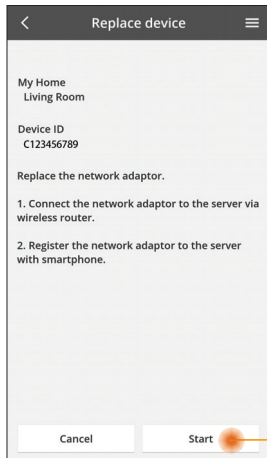 Replace device
My Home
Living Room
Device ID
C123456789
Replace the network adaptor.
1. Connect the network adaptor to the server via
wireless router.
2. Register the network adaptor to the server
with smartphone.
Cancel
Start